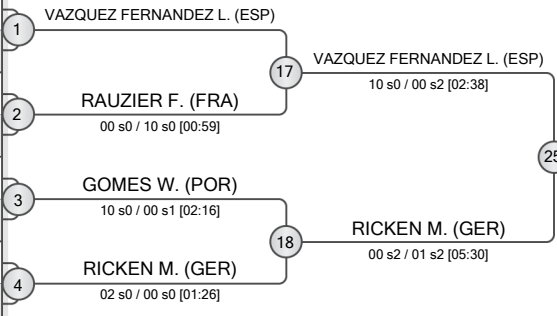 VAZQUEZ FERNANDEZ L. (ESP)
1
17
VAZQUEZ FERNANDEZ L. (ESP)
10 s0 / 00 s2 [02:38]
RAUZIER F. (FRA)
2
00 s0 / 10 s0 [00:59]
25
GOMES W. (POR)
3
10 s0 / 00 s1 [02:16]
18
RICKEN M. (GER)
00 s2 / 01 s2 [05:30]
RICKEN M. (GER)
4
02 s0 / 00 s0 [01:26]